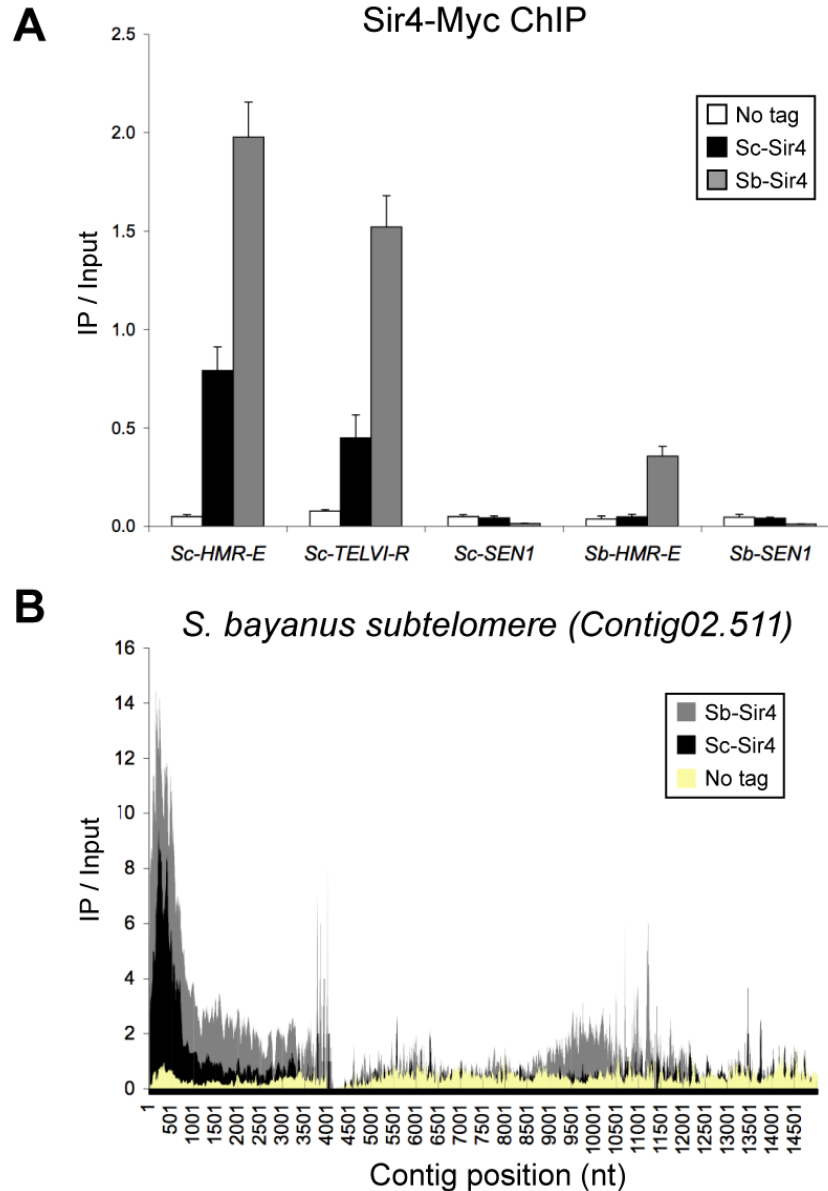 A
Sir4-Myc ChIP
2.5
2.0
1.5
1.0
0.5
0.0
IP / Input
No tag
Sc-Sir4
Sb-Sir4
Sc-HMR-E Sc-TELVI-R Sc-SEN1 Sb-HMR-E Sb-SEN1
B
S. bayanus subtelomere (Contig02.511)
16
14
12
10
8
6
4
2
0
IP / Input
Sb-Sir4
Sc-Sir4
No tag
1 501 1001 1501 2001 2501 3001 3501 4001 4501 5001 5501 6001 6501 7001 7501 8001 8501 9001 9501 10001 10501 11001 11501 12001 12501 13001 13501 14001 14501
Contig position (nt)